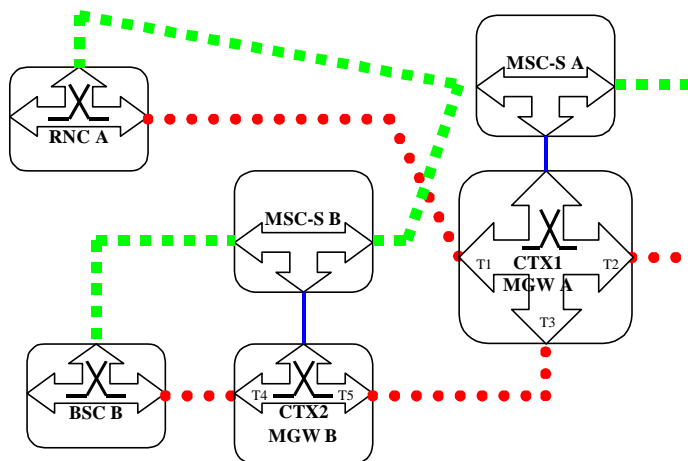 MSC-S A
RNC A
MSC-S B
T1 CTX1 T2
MGW A
T3
T4 T5
CTX2
BSC B
MGW B